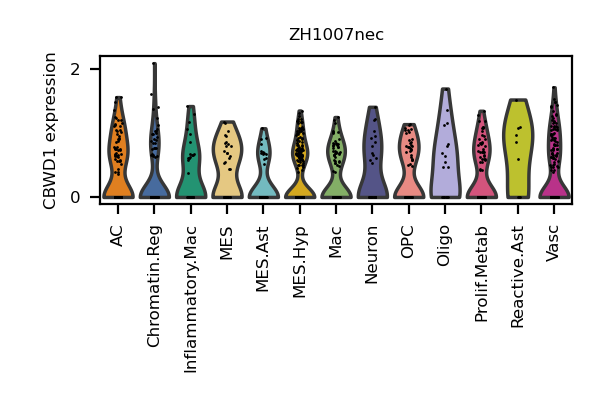 ZH1007nec
CBWD1 expression
2
0
AC
Chromatin.Reg
Inflammatory.Mac
MES
MES.Ast
MES.Hyp
Mac
Neuron
OPC
Oligo
Prolif.Metab
Reactive.Ast
Vasc